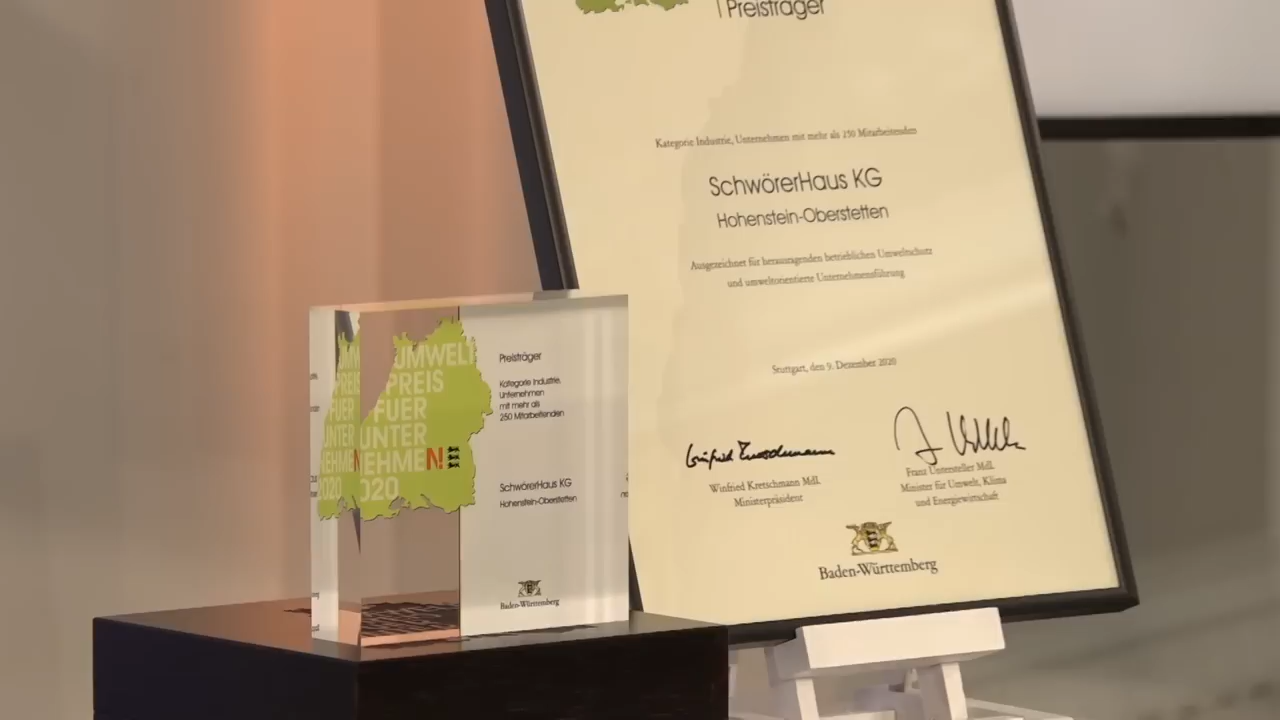 UMWELT
PREIS
FUER
UNTER
NEHMEN!
2020
Preisträger
Kategorie Industrie,
Unternehmen
mit mehr als
250 Mitarbeitenden
SchwörerHaus KG
Hohenstein-Oberstetten
Baden-Württemberg
Preisträger
Kategorie Industrie, Unternehmen mit mehr als 250 Mitarbeitenden
SchwörerHaus KG
Hohenstein-Oberstetten
Ausgezeichnet für herausragenden betrieblichen Umweltschutz
und umweltorientierte Unternehmensführung
Stuttgart, den 9. Dezember 2020
Winfried Kretschmann
Winfried Kretschmann MdL
Ministerpräsident
Franz Untersteller MdL
Minister für Umwelt, Klima
und Energiewirtschaft
Baden-Württemberg